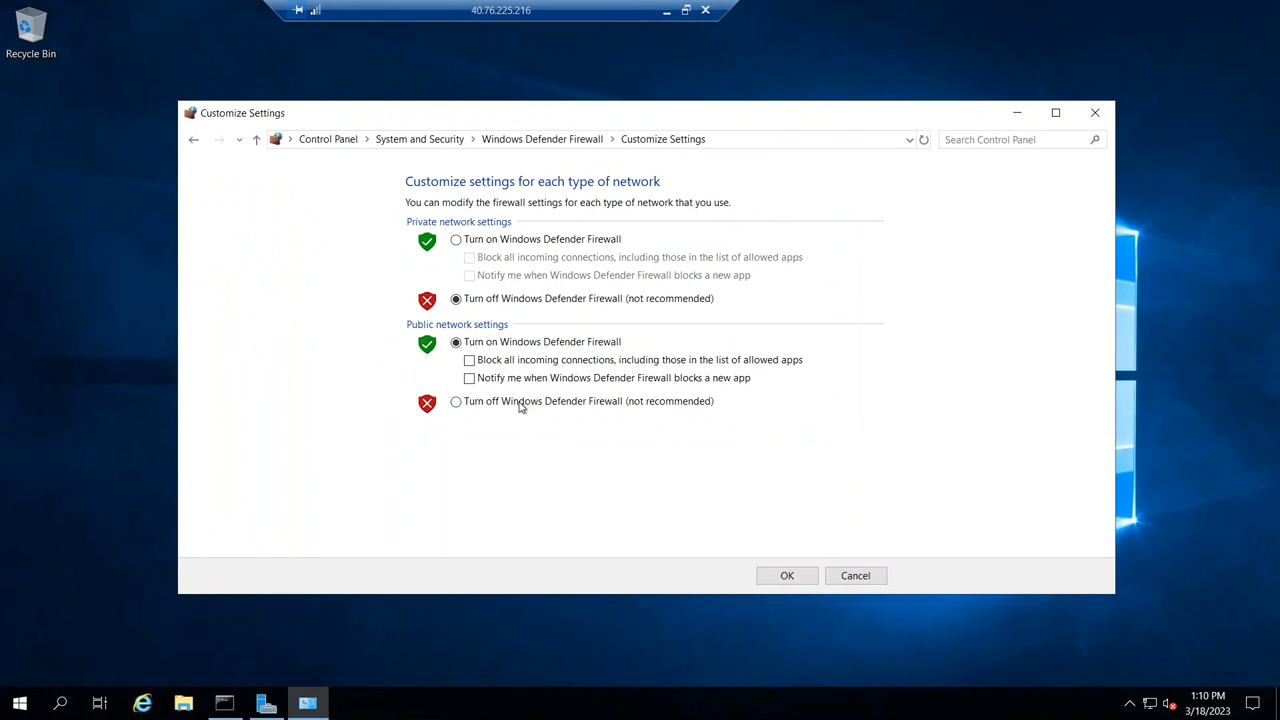 40.76.225.216
Recycle Bin
Customize Settings
Control Panel > System and Security > Windows Defender Firewall > Customize Settings
Search Control Panel
Customize settings for each type of network
You can modify the firewall settings for each type of network that you use.
Private network settings
Turn on Windows Defender Firewall
Block all incoming connections, including those in the list of allowed apps
Notify me when Windows Defender Firewall blocks a new app
Turn off Windows Defender Firewall (not recommended)
Public network settings
Turn on Windows Defender Firewall
Block all incoming connections, including those in the list of allowed apps
Notify me when Windows Defender Firewall blocks a new app
Turn off Windows Defender Firewall (not recommended)
OK
Cancel
1:10 PM
3/18/2023